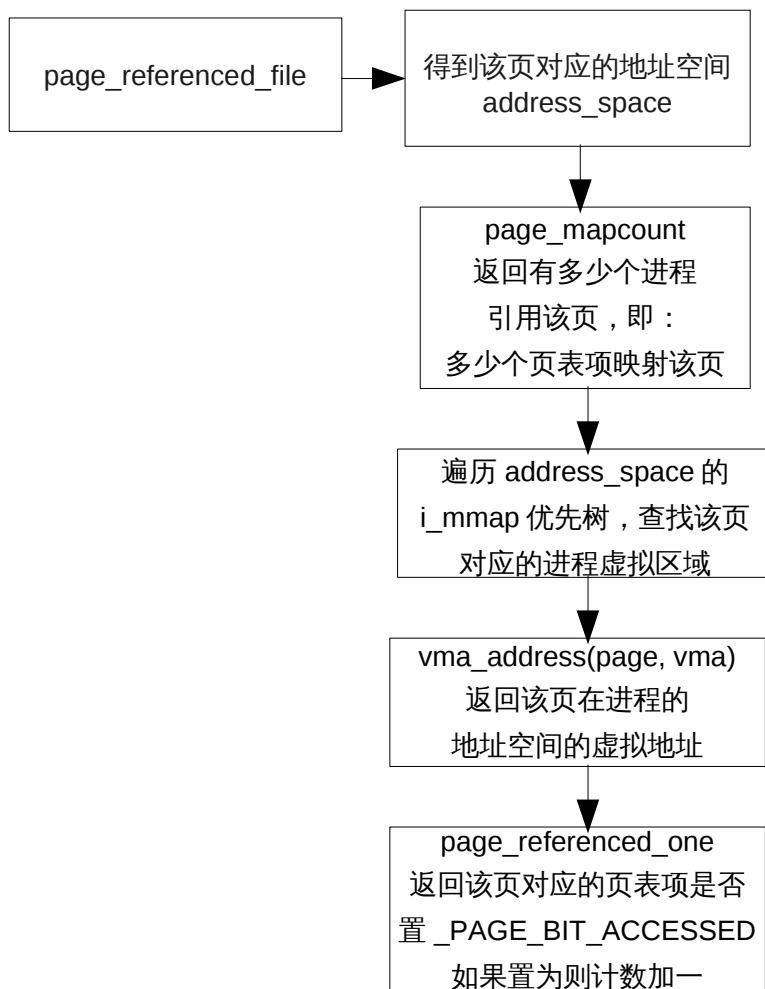 page_referenced_file
得到该页对应的地址空间
address_space
page_mapcount
返回有多少个进程
引用该页，即：
多少个页表项映射该页
遍历 address_space 的
i_mmap 优先树，查找该页
对应的进程虚拟区域
vma_address(page, vma)
返回该页在进程的
地址空间的虚拟地址
page_referenced_one
返回该页对应的页表项是否
置 _PAGE_BIT_ACCESSED
如果置为则计数加一